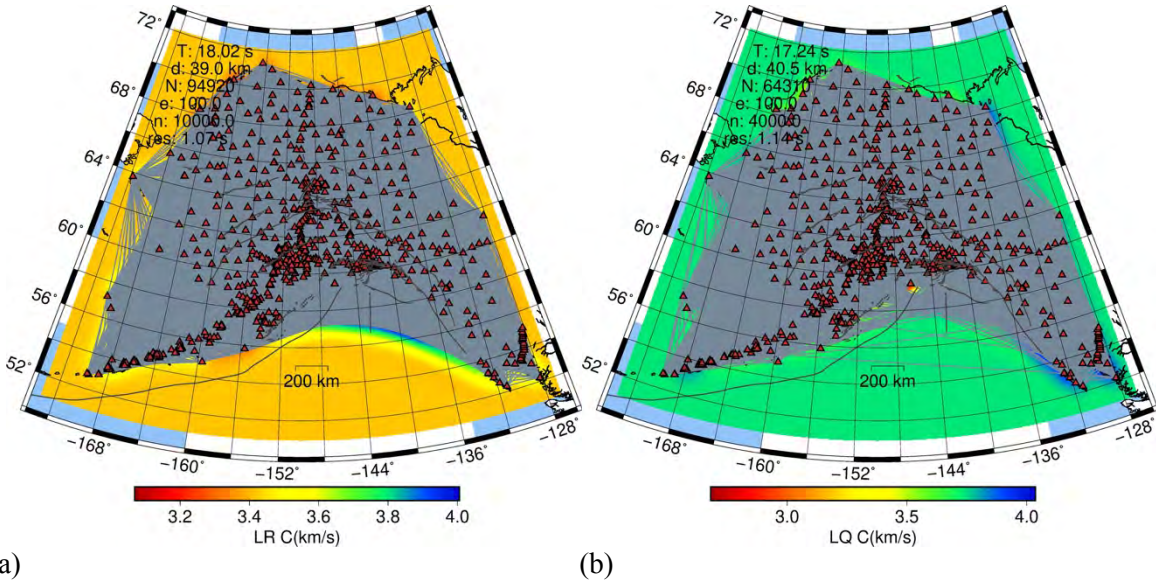 72˚
68˚
64˚
60˚
56˚
52˚
T: 18.02 s
d: 39.0 km
N: 94920
e: 100.0
n: 10000.0
res: 1.07 s
200 km
−168˚
−160˚
−152˚
−144˚
−136˚
−128˚
3.2 3.4 3.6 3.8 4.0
LR C(km/s)
a)
72˚
68˚
64˚
60˚
56˚
52˚
T: 17.24 s
d: 40.5 km
N: 64310
e: 100.0
n: 4000.0
res: 1.14 s
200 km
−168˚
−160˚
−152˚
−144˚
−136˚
−128˚
3.0 3.5 4.0
LQ C(km/s)
(b)